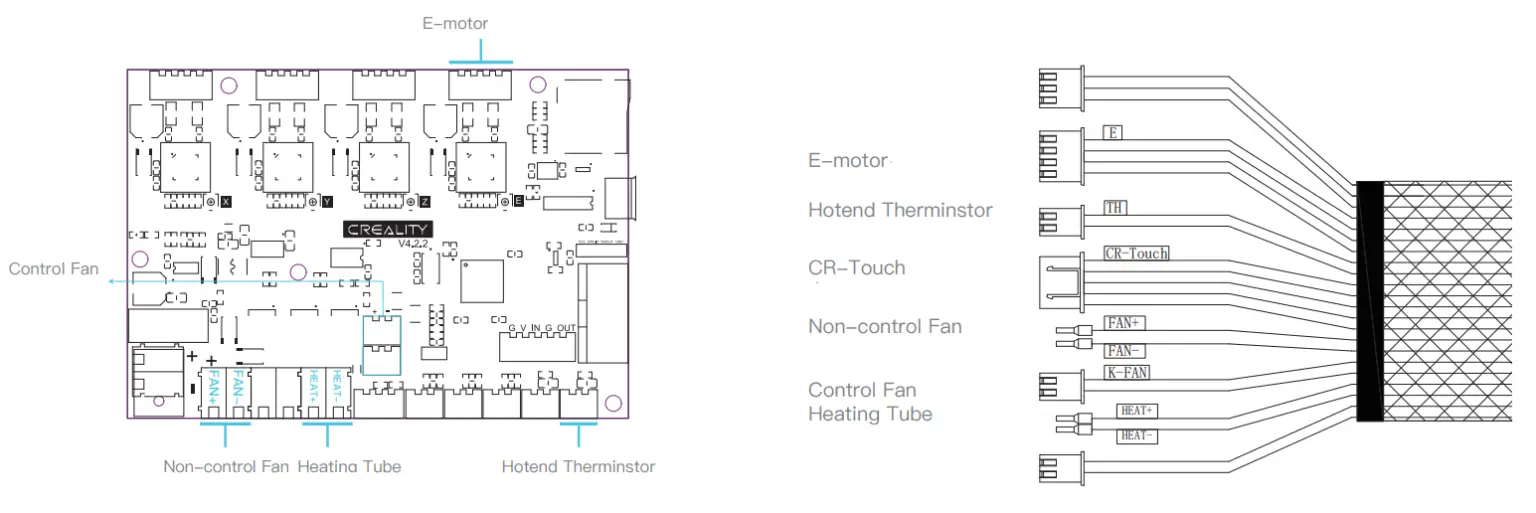 E-motor
X
Y
Z
E
CREALITY
V4.2.2
Control Fan
+ -
G V IN G OUT
+ +
-
FAN+
FAN-
HEAT+
HEAT-
Non-control Fan
Heating Tube
Hotend Therminstor
E-motor
Hotend Therminstor
CR-Touch
Non-control Fan
Control Fan
Heating Tube
E
TH
CR-Touch
FAN+
FAN-
K-FAN
HEAT+
HEAT-